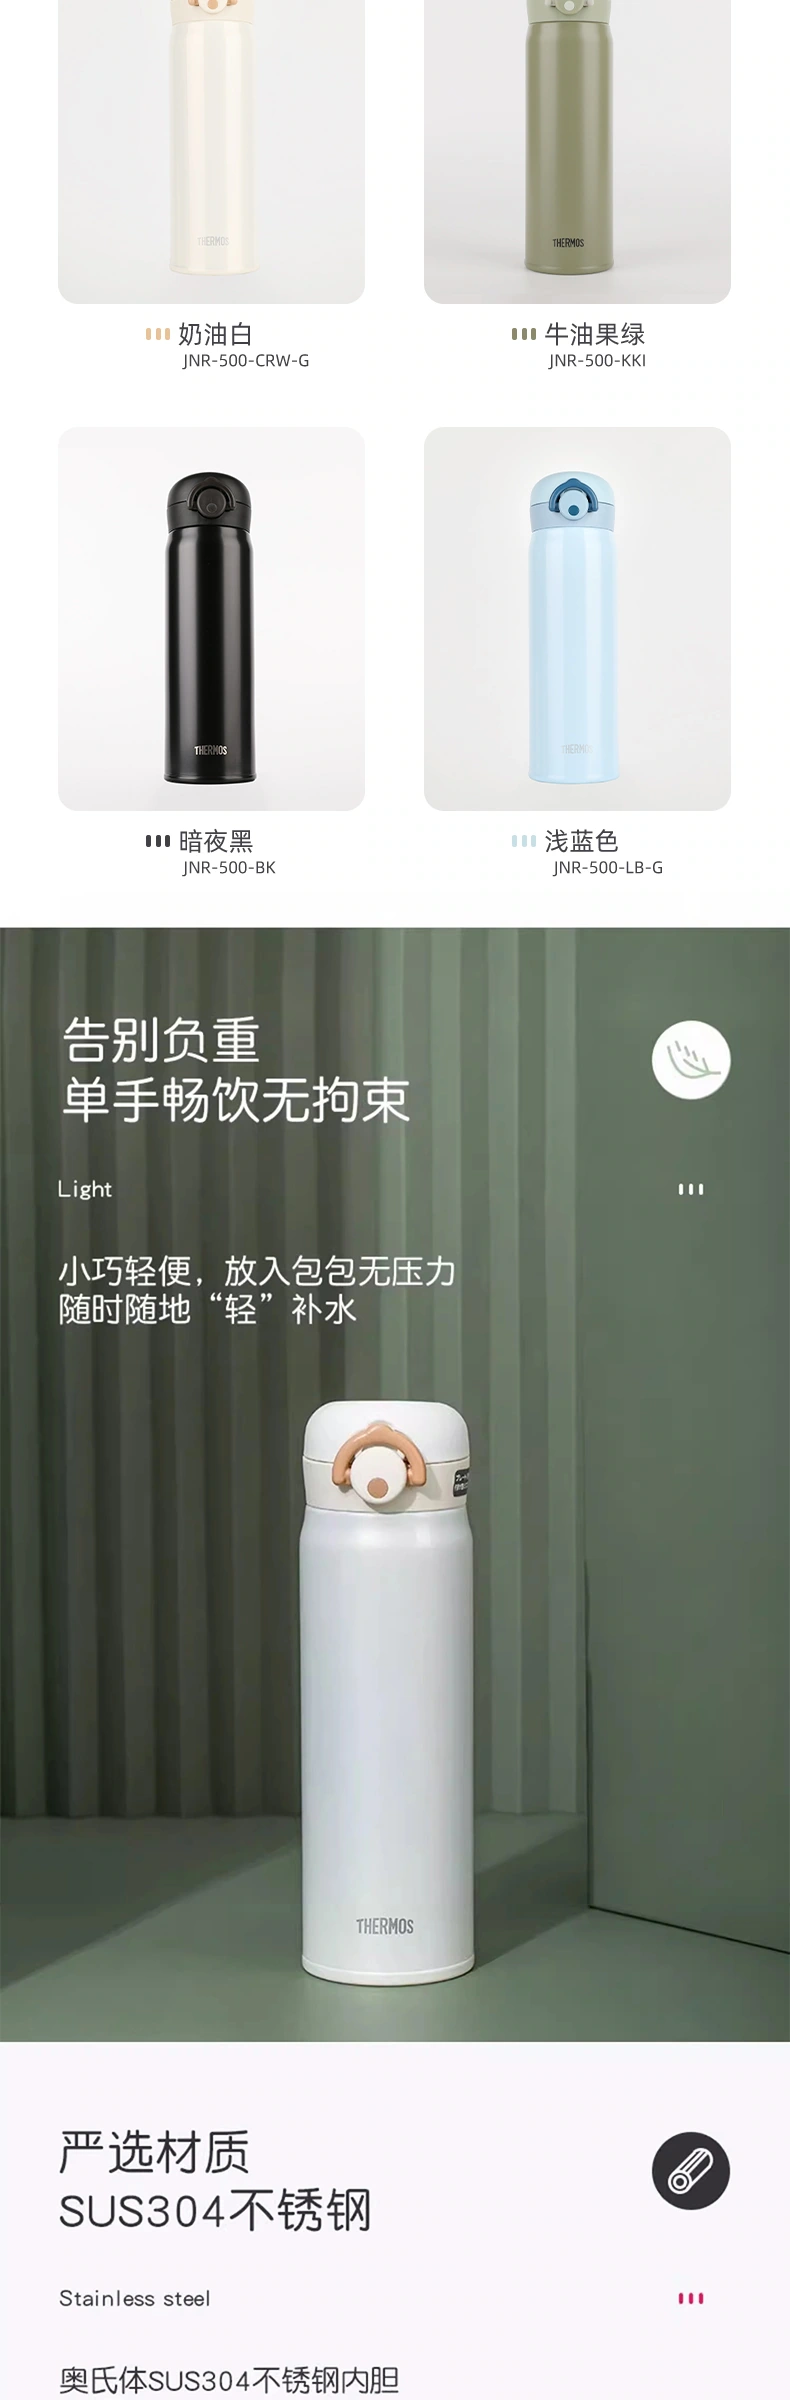 THERMOS
THERMOS
奶油白
JNR-500-CRW-G
牛油果绿
JNR-500-KKI
THERMOS
THERMOS
暗夜黑
JNR-500-BK
浅蓝色
JNR-500-LB-G
告别负重
单手畅饮无拘束
Light
小巧轻便，放入包包无压力
随时随地“轻”补水
THERMOS
严选材质
SUS304不锈钢
Stainless steel
奥氏体SUS304不锈钢内胆